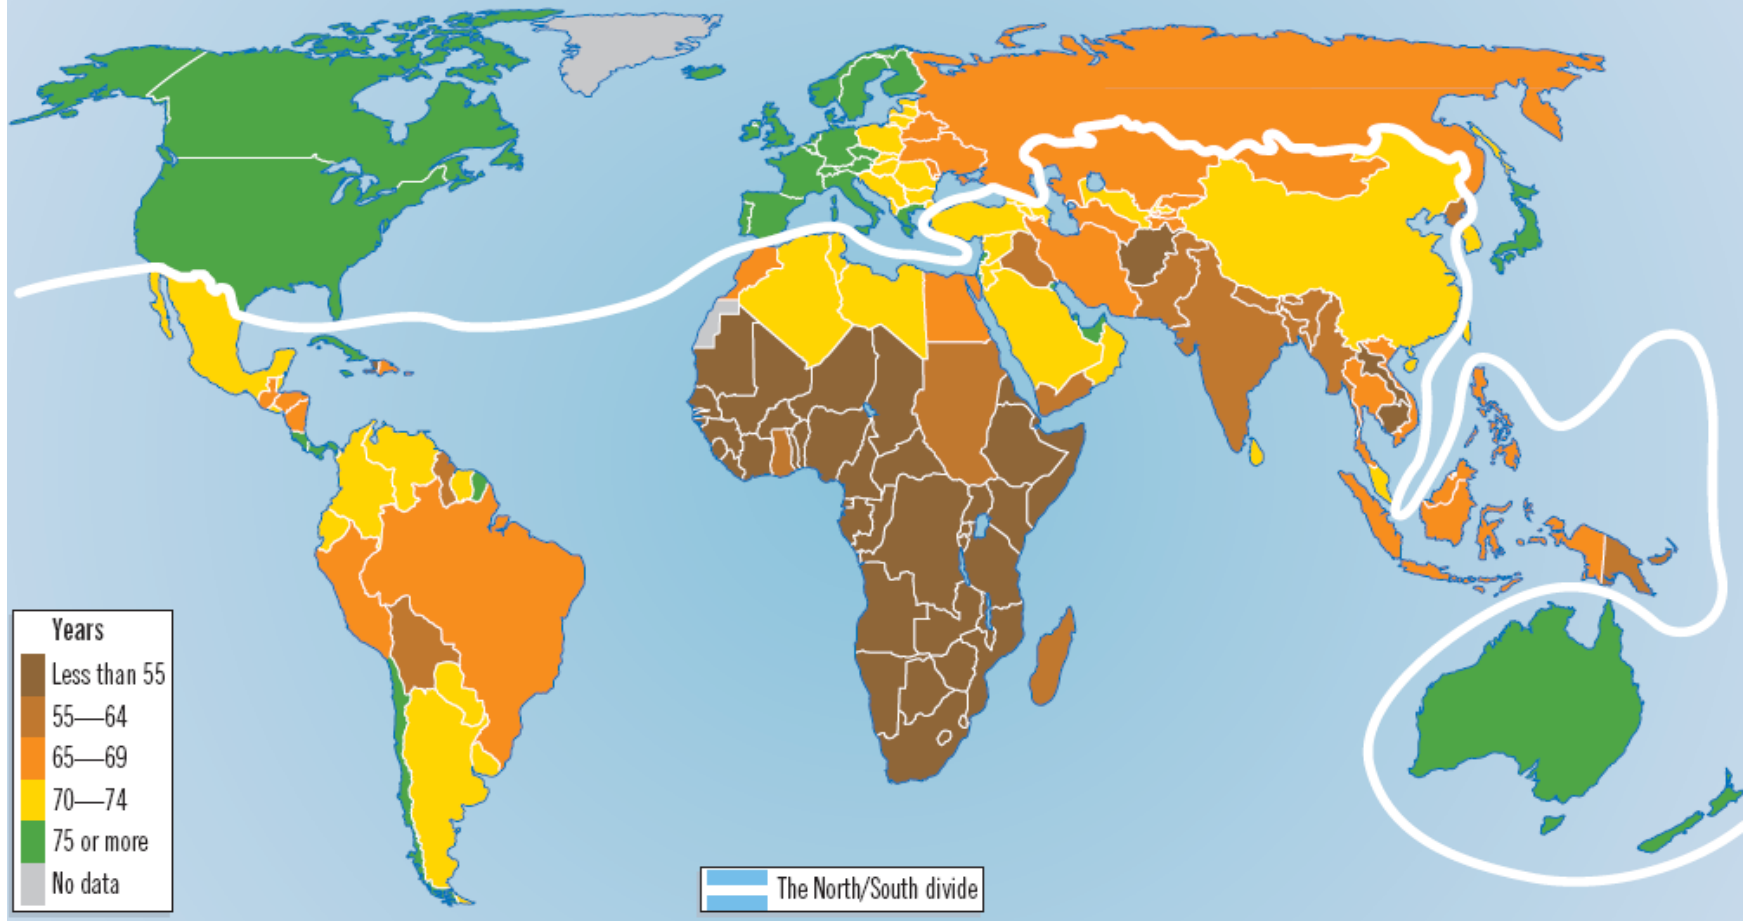 Years
Less than 55
55—64
65—69
70—74
75 or more
No data
The North/South divide